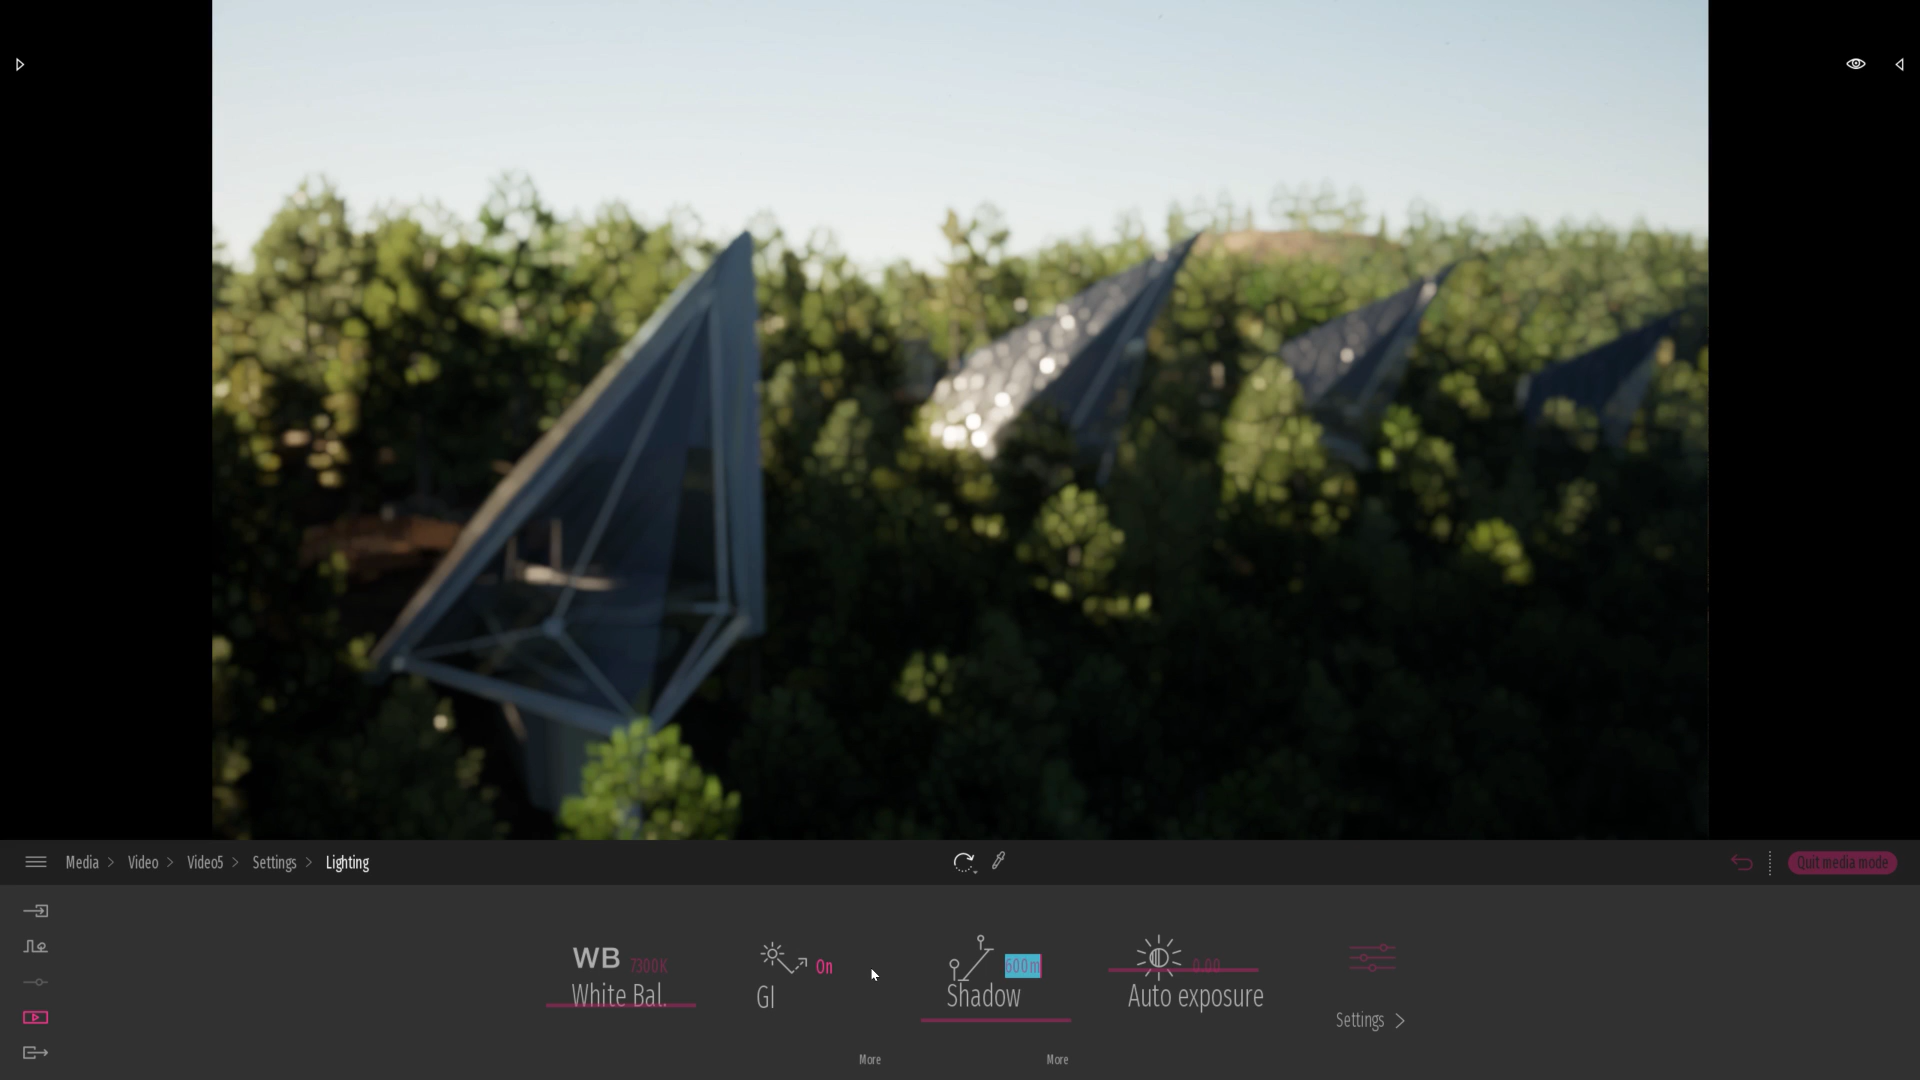 Media > Video > Video5 > Settings > Lighting
Quit media mode
WB 7300K
White Bal.
On
GI
600m
Shadow
0.00
Auto exposure
Settings >
More
More